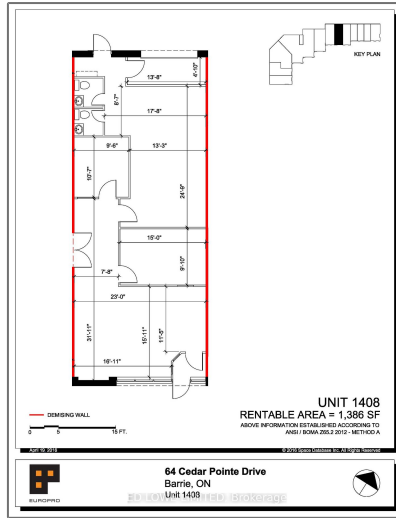 KEY PLAN
13'-8"
4'-10"
6'-7"
17'-8"
9'-6"
13'-3"
10'-7"
24'-9"
15'-0"
7'-8"
9'-10"
23'-0"
31'-11"
15'-11"
11'-5"
16'-11"
UNIT 1408
RENTABLE AREA = 1,386 SF
ABOVE INFORMATION ESTABLISHED ACCORDING TO
ANSI / BOMA Z65.2 2012 - METHOD A
DEMISING WALL
0 5 15 FT.
April 19, 2016 © 2016 Space Database Inc. All Rights Reserved
64 Cedar Pointe Drive
Barrie, ON
Unit 1408
EUROPRO
LIMITED, Brokerage